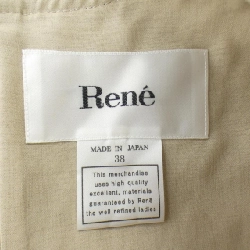 René
MADE IN JAPAN
38
This merchandise
uses high quality
excellent, materials
guaranteed by René
the well refined ladies